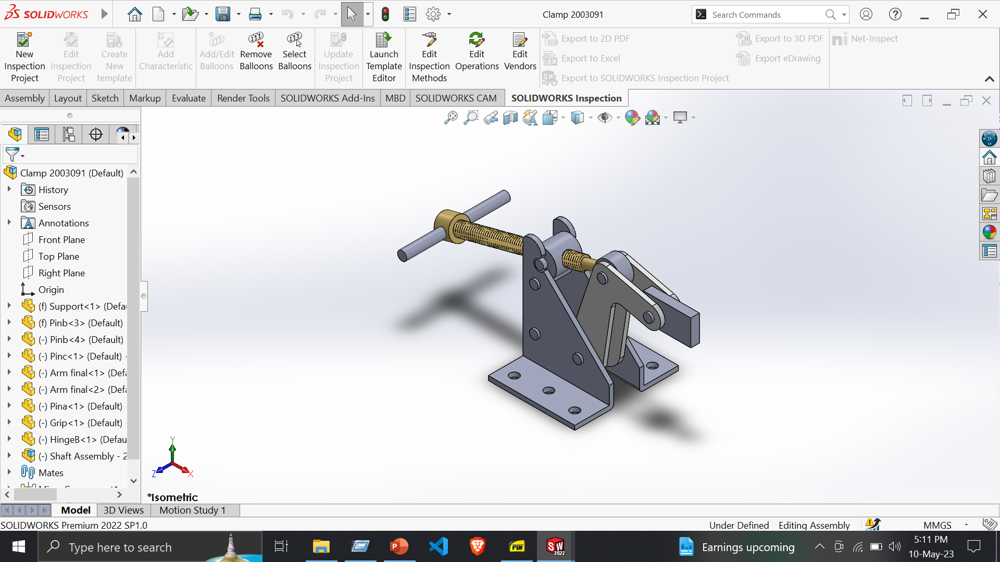 SOLIDWORKS
Clamp 2003091
Search Commands
New Inspection Project
Edit Inspection Project
Create New template
Add Characteristic
Add/Edit Balloons
Remove Balloons
Select Balloons
Update Inspection Project
Launch Template Editor
Edit Inspection Methods
Edit Operations
Edit Vendors
Export to 2D PDF
Export to Excel
Export to SOLIDWORKS Inspection Project
Export to 3D PDF
Export eDrawing
Net-Inspect
Assembly
Layout
Sketch
Markup
Evaluate
Render Tools
SOLIDWORKS Add-Ins
MBD
SOLIDWORKS CAM
SOLIDWORKS Inspection
Clamp 2003091 (Default)
History
Sensors
Annotations
Front Plane
Top Plane
Right Plane
Origin
(f) Support<1> (Defau
(f) Pinb<3> (Default)
(-) Pinb<4> (Default)
(-) Pinc<1> (Default)
(-) Arm final<1> (Defa
(-) Arm final<2> (Defa
(-) Pina<1> (Default)
(-) Grip<1> (Default)
(-) HingeB<1> (Defau
(-) Shaft Assembly - 2
Mates
Y
Z
X
*Isometric
Model
3D Views
Motion Study 1
SOLIDWORKS Premium 2022 SP1.0
Under Defined
Editing Assembly
MMGS
Type here to search
PDF
SW 2022
Earnings upcoming
5:11 PM
10-May-23